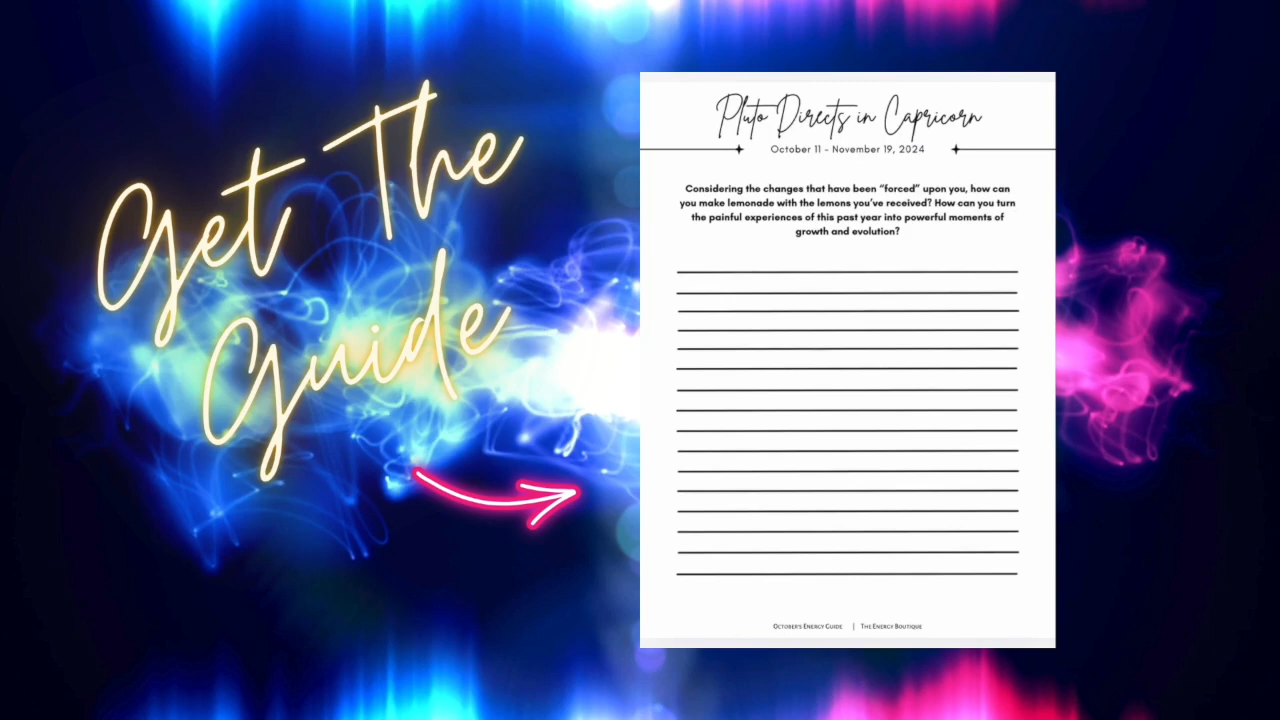 Get The
Guide
Pluto Directs in Capricorn
October 11 - November 19, 2024
Considering the changes that have been “forced” upon you, how can
you make lemonade with the lemons you’ve received? How can you turn
the painful experiences of this past year into powerful moments of
growth and evolution?
October's Energy Guide | The Energy Boutique